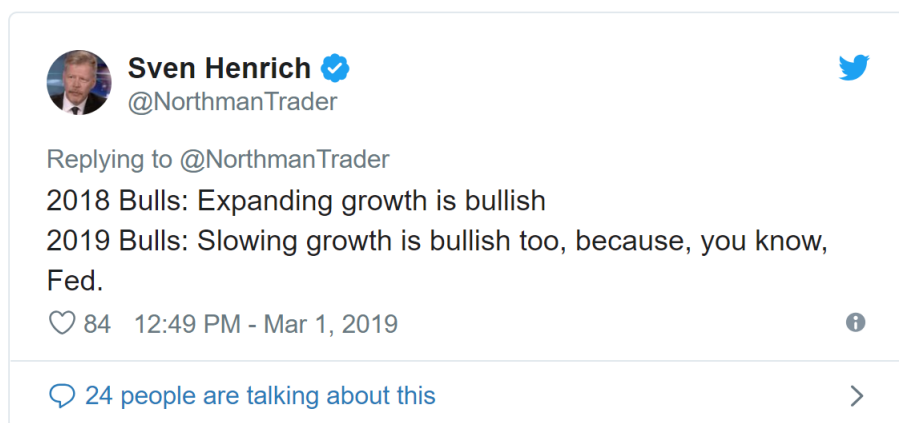 Sven Henrich
@NorthmanTrader
Replying to @NorthmanTrader
2018 Bulls: Expanding growth is bullish
2019 Bulls: Slowing growth is bullish too, because, you know,
Fed.
84 12:49 PM - Mar 1, 2019
24 people are talking about this